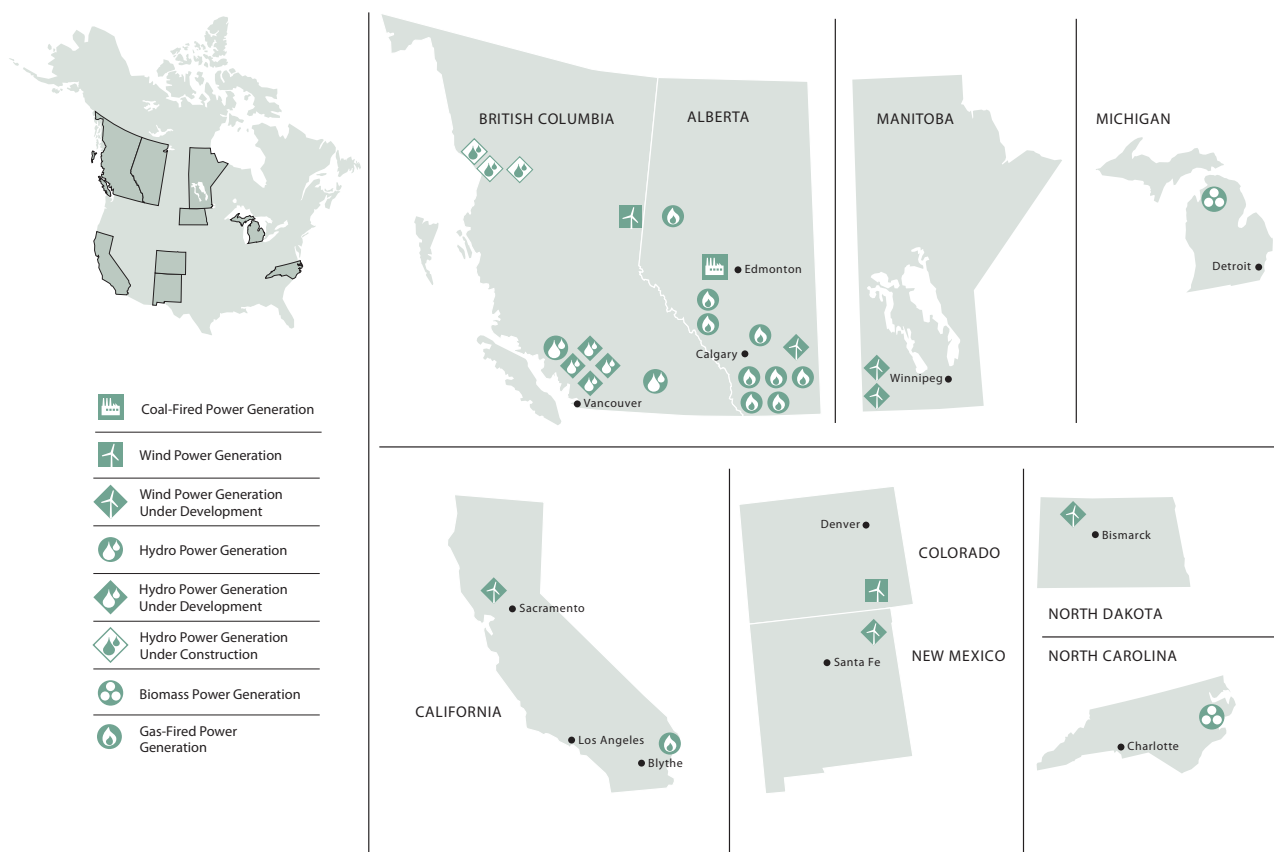 BRITISH COLUMBIA
ALBERTA
MANITOBA
MICHIGAN
Edmonton
Detroit
Calgary
Winnipeg
Vancouver
Coal-Fired Power Generation
Wind Power Generation
Wind Power Generation
Under Development
Hydro Power Generation
Hydro Power Generation
Under Development
Hydro Power Generation
Under Construction
Biomass Power Generation
Gas-Fired Power
Generation
Sacramento
CALIFORNIA
Los Angeles
Blythe
Denver
COLORADO
Santa Fe
NEW MEXICO
Bismarck
NORTH DAKOTA
NORTH CAROLINA
Charlotte